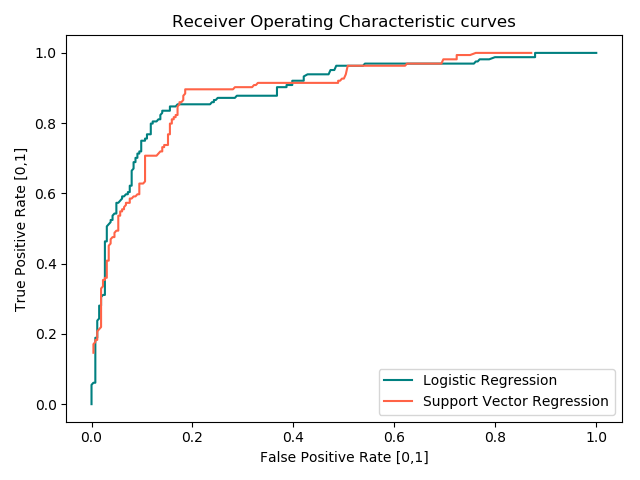 Receiver Operating Characteristic curves
1.0
0.8
0.6
0.4
0.2
0.0
True Positive Rate [0,1]
0.0 0.2 0.4 0.6 0.8 1.0
False Positive Rate [0,1]
Logistic Regression
Support Vector Regression